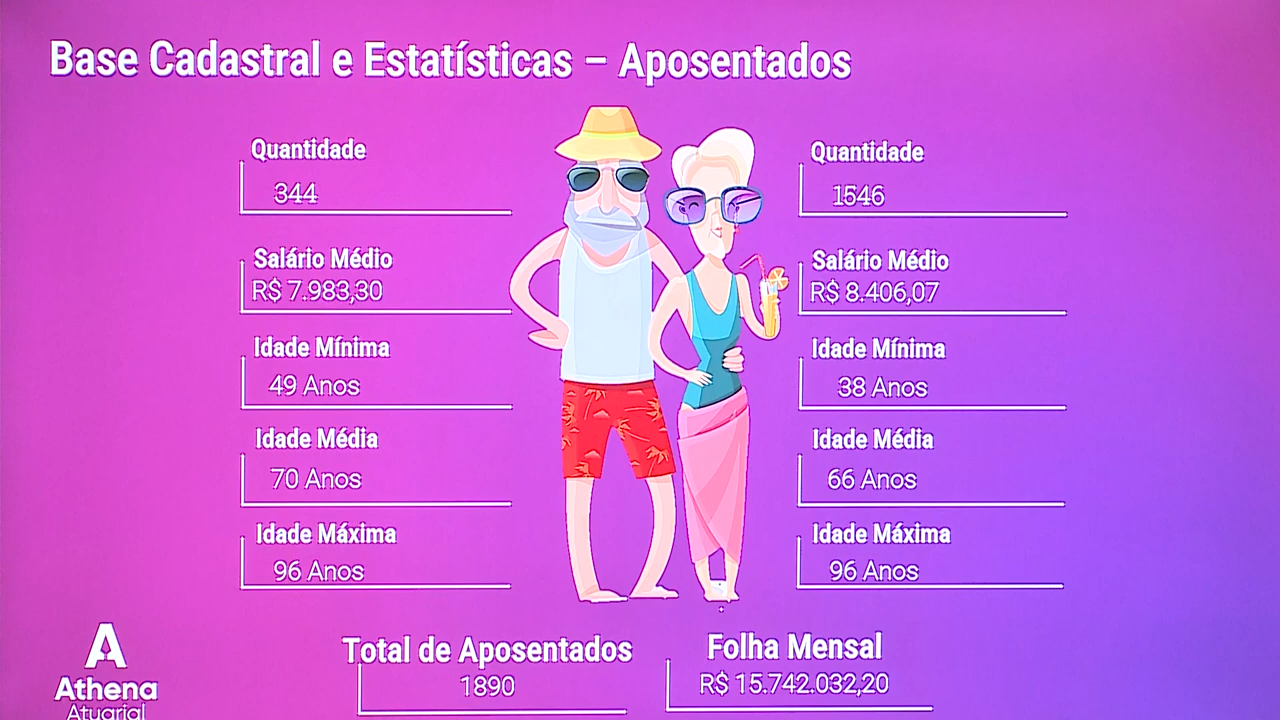 Base Cadastral e Estatísticas – Aposentados
Quantidade
344
Salário Médio
R$ 7.983,30
Idade Mínima
49 Anos
Idade Média
70 Anos
Idade Máxima
96 Anos
Quantidade
1546
Salário Médio
R$ 8.406,07
Idade Mínima
38 Anos
Idade Média
66 Anos
Idade Máxima
96 Anos
Total de Aposentados
1890
Folha Mensal
R$ 15.742.032,20
Athena
Atuarial